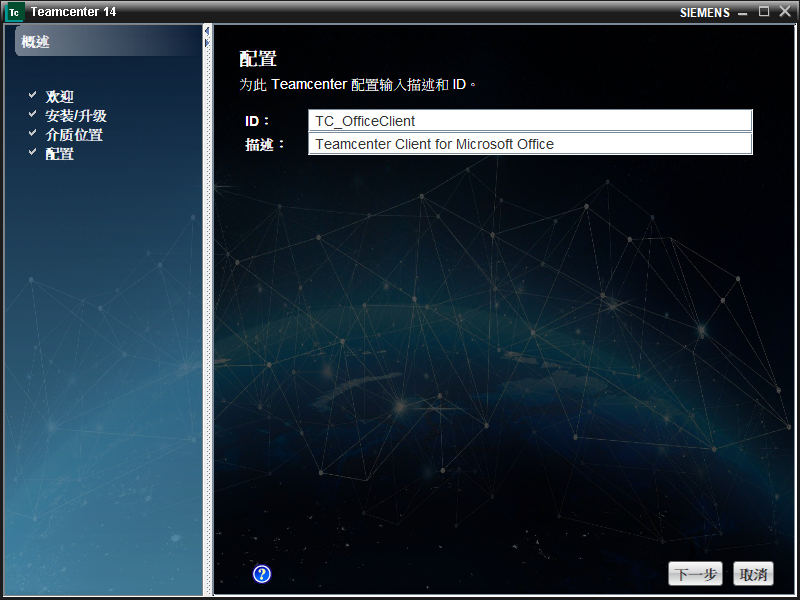 Tc Teamcenter 14
SIEMENS
概述
欢迎
安装/升级
介质位置
配置
配置
为此 Teamcenter 配置输入描述和 ID。
ID：
TC_OfficeClient
描述：
Teamcenter Client for Microsoft Office
?
下一步
取消